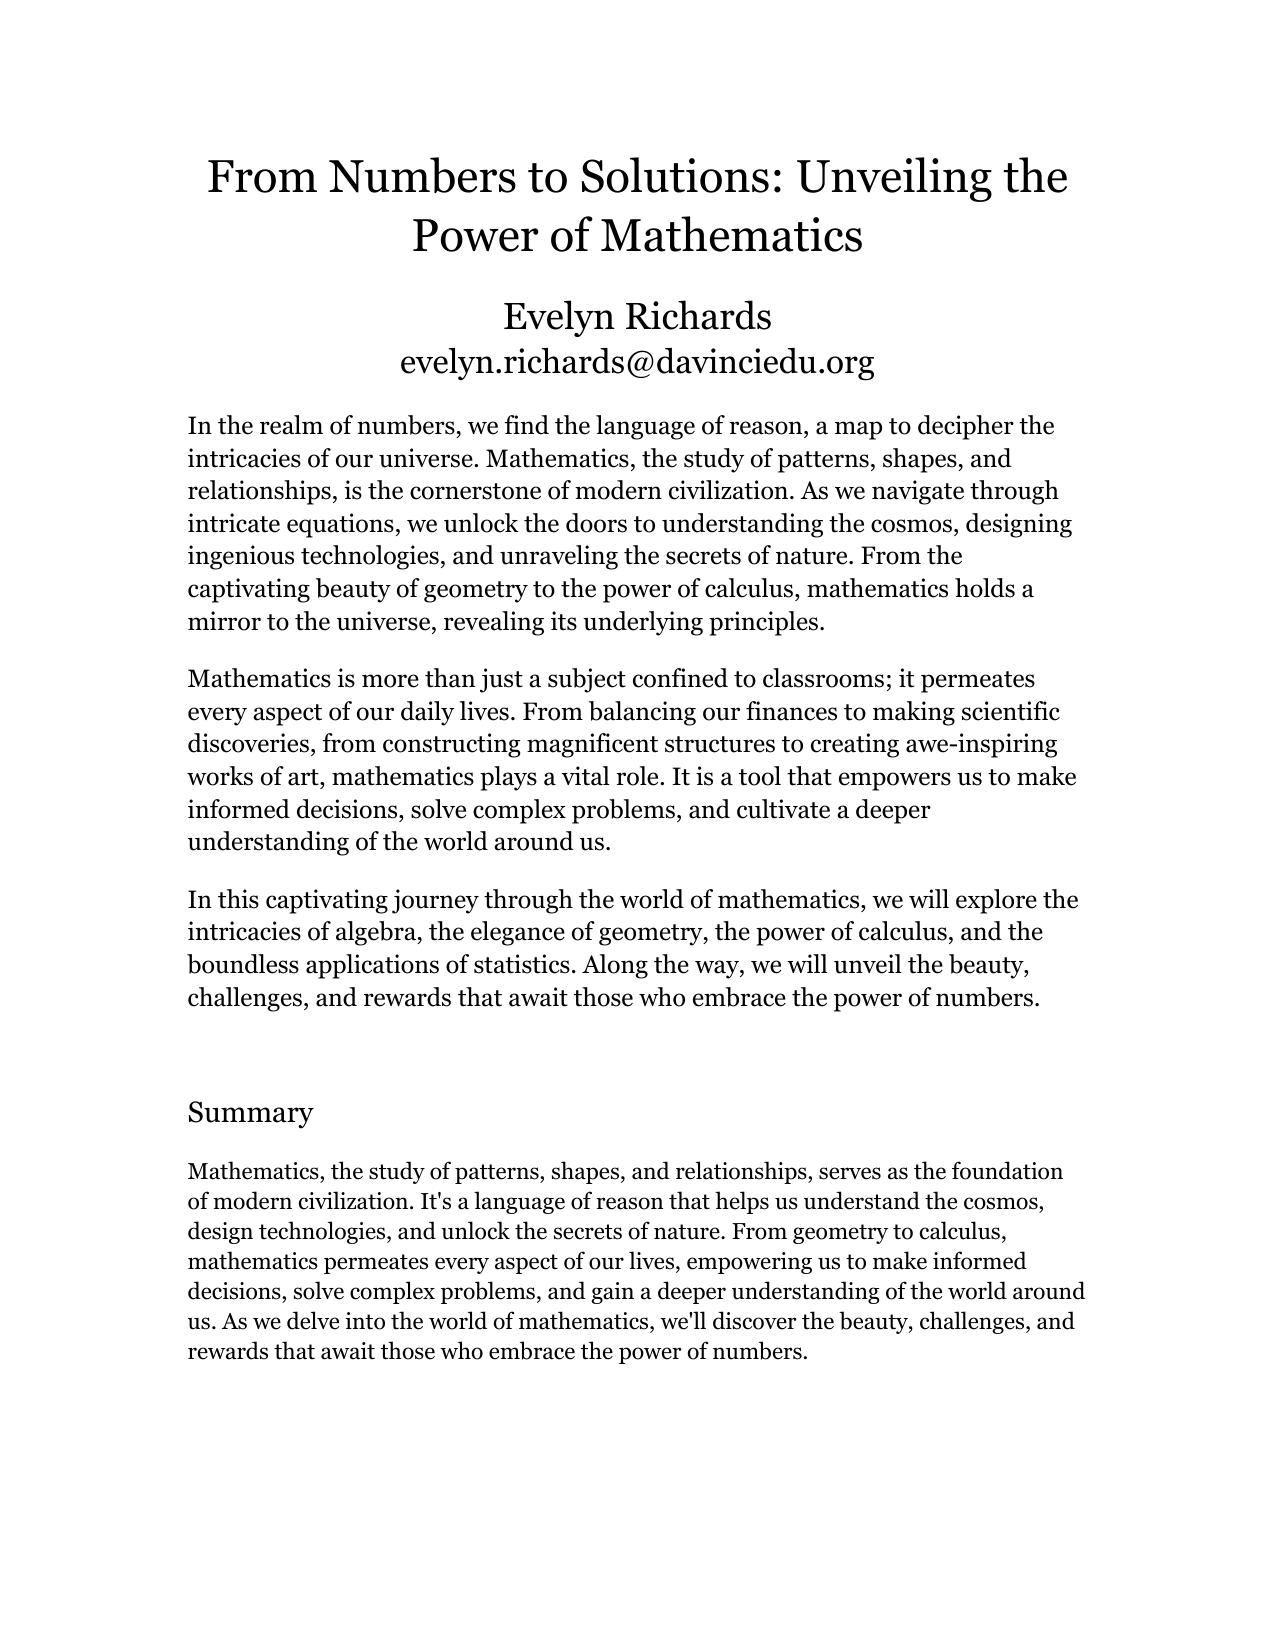 From Numbers to Solutions: Unveiling the
Power of Mathematics
Evelyn Richards
evelyn.richards@davinciedu.org
In the realm of numbers, we find the language of reason, a map to decipher the
intricacies of our universe. Mathematics, the study of patterns, shapes, and
relationships, is the cornerstone of modern civilization. As we navigate through
intricate equations, we unlock the doors to understanding the cosmos, designing
ingenious technologies, and unraveling the secrets of nature. From the
captivating beauty of geometry to the power of calculus, mathematics holds a
mirror to the universe, revealing its underlying principles.
Mathematics is more than just a subject confined to classrooms; it permeates
every aspect of our daily lives. From balancing our finances to making scientific
discoveries, from constructing magnificent structures to creating awe-inspiring
works of art, mathematics plays a vital role. It is a tool that empowers us to make
informed decisions, solve complex problems, and cultivate a deeper
understanding of the world around us.
In this captivating journey through the world of mathematics, we will explore the
intricacies of algebra, the elegance of geometry, the power of calculus, and the
boundless applications of statistics. Along the way, we will unveil the beauty,
challenges, and rewards that await those who embrace the power of numbers.
Summary
Mathematics, the study of patterns, shapes, and relationships, serves as the foundation
of modern civilization. It's a language of reason that helps us understand the cosmos,
design technologies, and unlock the secrets of nature. From geometry to calculus,
mathematics permeates every aspect of our lives, empowering us to make informed
decisions, solve complex problems, and gain a deeper understanding of the world around
us. As we delve into the world of mathematics, we'll discover the beauty, challenges, and
rewards that await those who embrace the power of numbers.